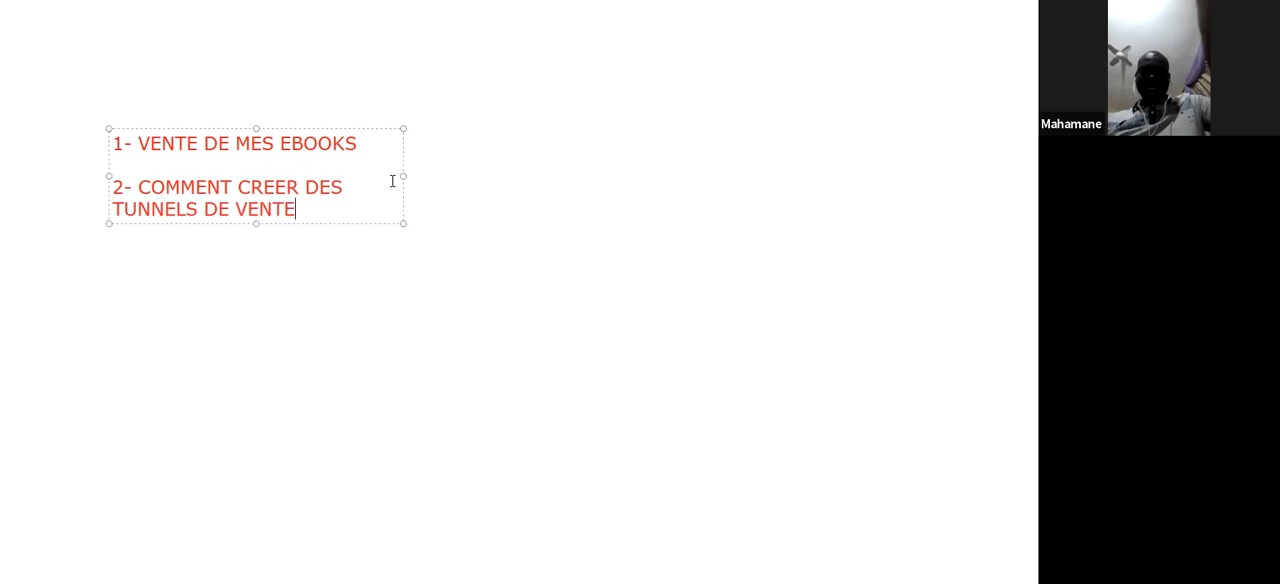 1- VENTE DE MES EBOOKS
2- COMMENT CREER DES
TUNNELS DE VENTE
Mahamane